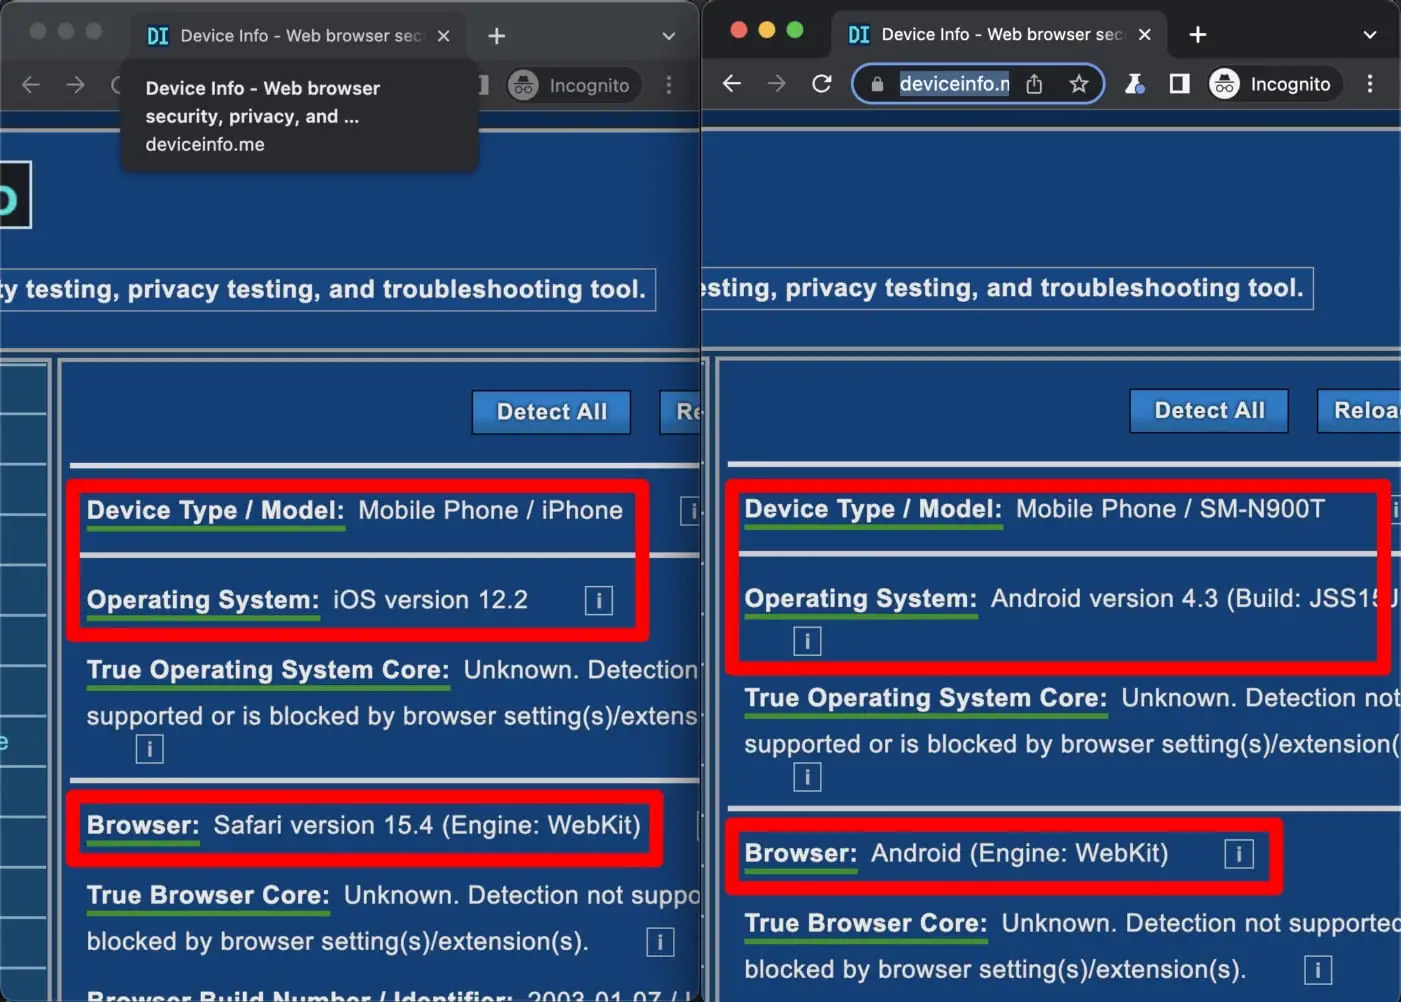 DI Device Info - Web browser sec
Incognito
Device Info - Web browser
security, privacy, and ...
deviceinfo.me
ty testing, privacy testing, and troubleshooting tool.
Detect All
Re
Device Type / Model: Mobile Phone / iPhone
i
Operating System: iOS version 12.2
i
True Operating System Core: Unknown. Detection
supported or is blocked by browser setting(s)/extens
i
e
Browser: Safari version 15.4 (Engine: WebKit)
True Browser Core: Unknown. Detection not suppo
blocked by browser setting(s)/extension(s).
i
Browser Build Number / Identifier: 2003-01-07 /
DI Device Info - Web browser sec
deviceinfo.n
Incognito
esting, privacy testing, and troubleshooting tool.
Detect All
Reloa
Device Type / Model: Mobile Phone / SM-N900T
i
Operating System: Android version 4.3 (Build: JSS15J
i
True Operating System Core: Unknown. Detection not
supported or is blocked by browser setting(s)/extension(
i
Browser: Android (Engine: WebKit)
i
True Browser Core: Unknown. Detection not supported
blocked by browser setting(s)/extension(s).
i